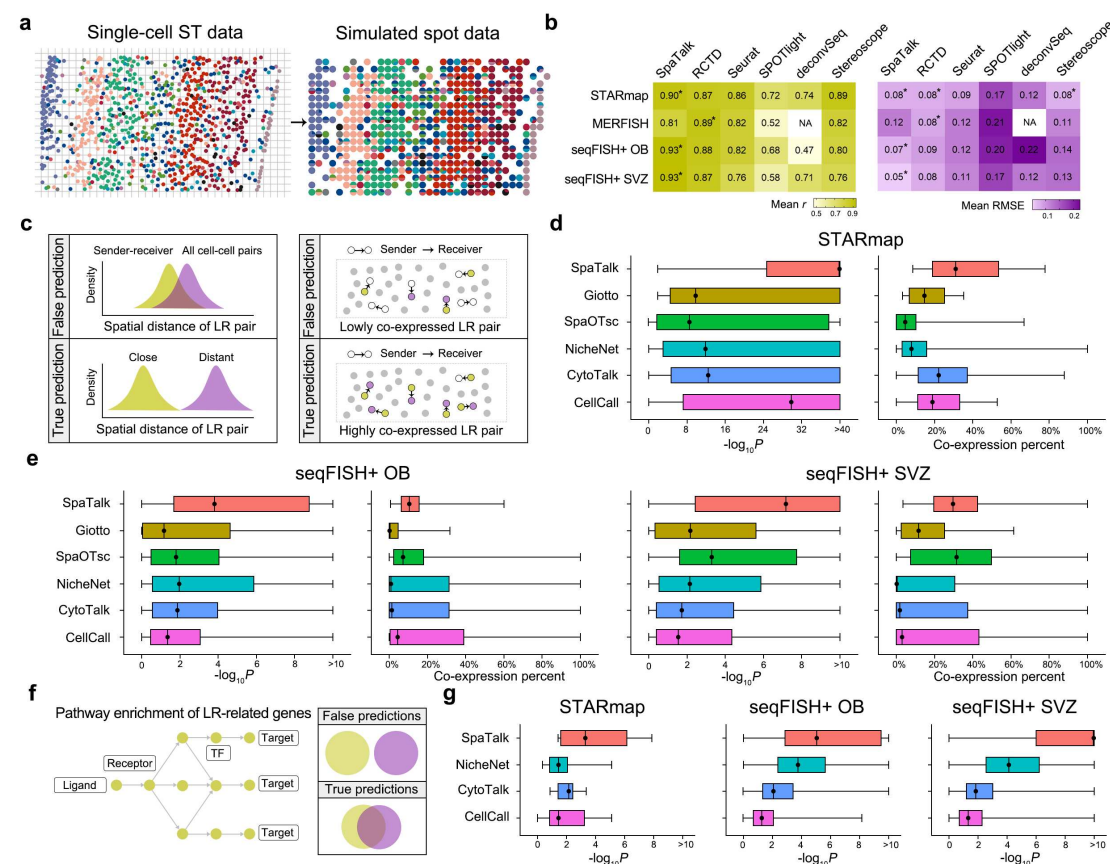 a
Single-cell ST data
Simulated spot data
b
SpaTalk RCTD Seurat SPOTlight deconvSeq Stereoscope
SpaTalk RCTD Seurat SPOTlight deconvSeq Stereoscope
STARmap 0.90* 0.87 0.86 0.72 0.74 0.89 0.08* 0.08* 0.09 0.17 0.12 0.08*
MERFISH 0.81 0.89* 0.82 0.52 NA 0.82 0.12 0.08* 0.12 0.21 NA 0.11
seqFISH+ OB 0.93* 0.88 0.82 0.68 0.47 0.80 0.07* 0.09 0.12 0.20 0.22 0.14
seqFISH+ SVZ 0.93* 0.87 0.76 0.58 0.71 0.76 0.05* 0.08 0.11 0.17 0.12 0.13
Mean r 0.5 0.7 0.9
Mean RMSE 0.1 0.2
c
False prediction
Sender-receiver All cell-cell pairs
Density
Spatial distance of LR pair
True prediction
Close Distant
Density
Spatial distance of LR pair
False prediction
Sender → Receiver
Lowly co-expressed LR pair
True prediction
Sender → Receiver
Highly co-expressed LR pair
d
STARmap
SpaTalk
Giotto
SpaOTsc
NicheNet
CytoTalk
CellCall
0 8 16 24 32 >40
-log10P
0% 20% 40% 60% 80% 100%
Co-expression percent
e
seqFISH+ OB
SpaTalk
Giotto
SpaOTsc
NicheNet
CytoTalk
CellCall
0 2 4 6 8 >10
-log10P
0% 20% 40% 60% 80% 100%
Co-expression percent
seqFISH+ SVZ
0 2 4 6 8 >10
-log10P
0% 20% 40% 60% 80% 100%
Co-expression percent
f
Pathway enrichment of LR-related genes
Ligand
Receptor
TF
Target
Target
Target
False predictions
True predictions
g
STARmap
seqFISH+ OB
seqFISH+ SVZ
SpaTalk
NicheNet
CytoTalk
CellCall
0 2 4 6 8 >10
-log10P
0 2 4 6 8 >10
-log10P
0 2 4 6 8 >10
-log10P